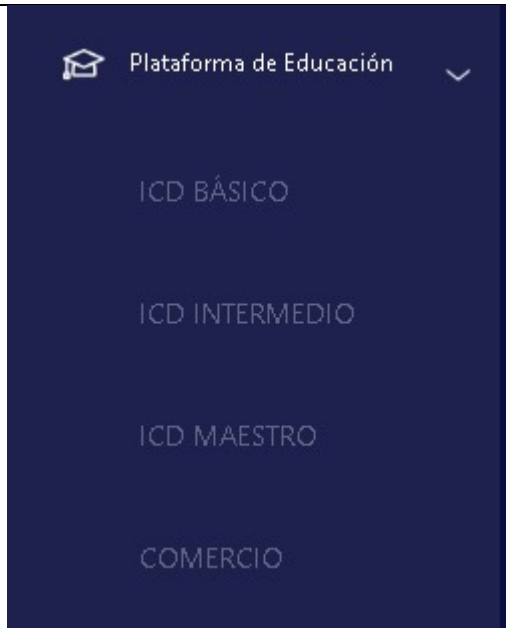 Plataforma de Educación
ICD BÁSICO
ICD INTERMEDIO
ICD MAESTRO
COMERCIO